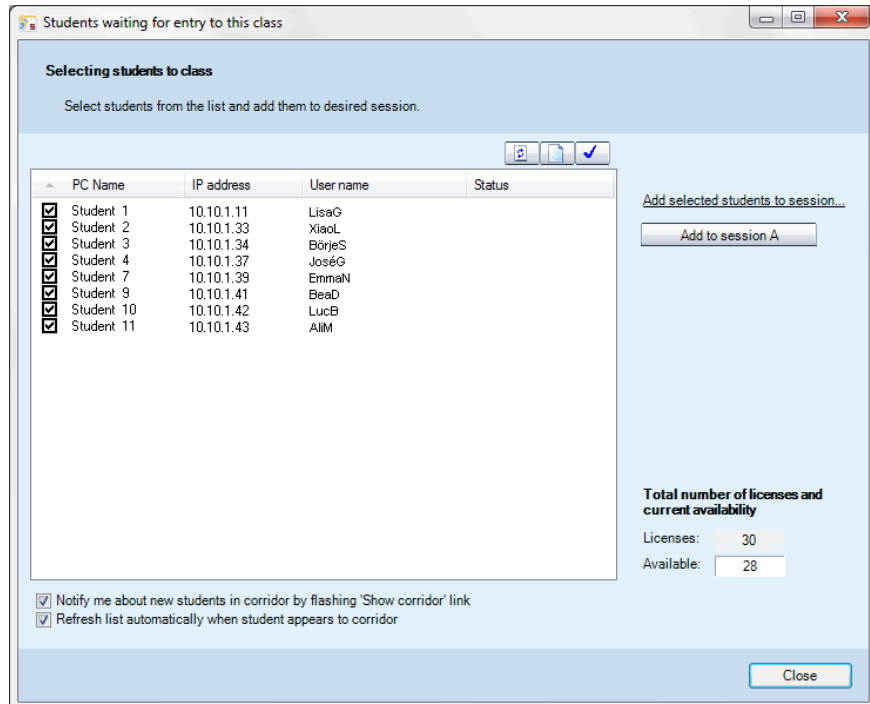 Students waiting for entry to this class
Selecting students to class
Select students from the list and add them to desired session.
PC Name IP address User name Status
Student 1 10.10.1.11 LisaG
Student 2 10.10.1.33 XiaoL
Student 3 10.10.1.34 BörjeS
Student 4 10.10.1.37 JoséG
Student 7 10.10.1.39 EmmaN
Student 9 10.10.1.41 BeaD
Student 10 10.10.1.42 LucB
Student 11 10.10.1.43 AliM
Add selected students to session...
Add to session A
Total number of licenses and
current availability
Licenses: 30
Available: 28
Notify me about new students in corridor by flashing 'Show corridor' link
Refresh list automatically when student appears to corridor
Close